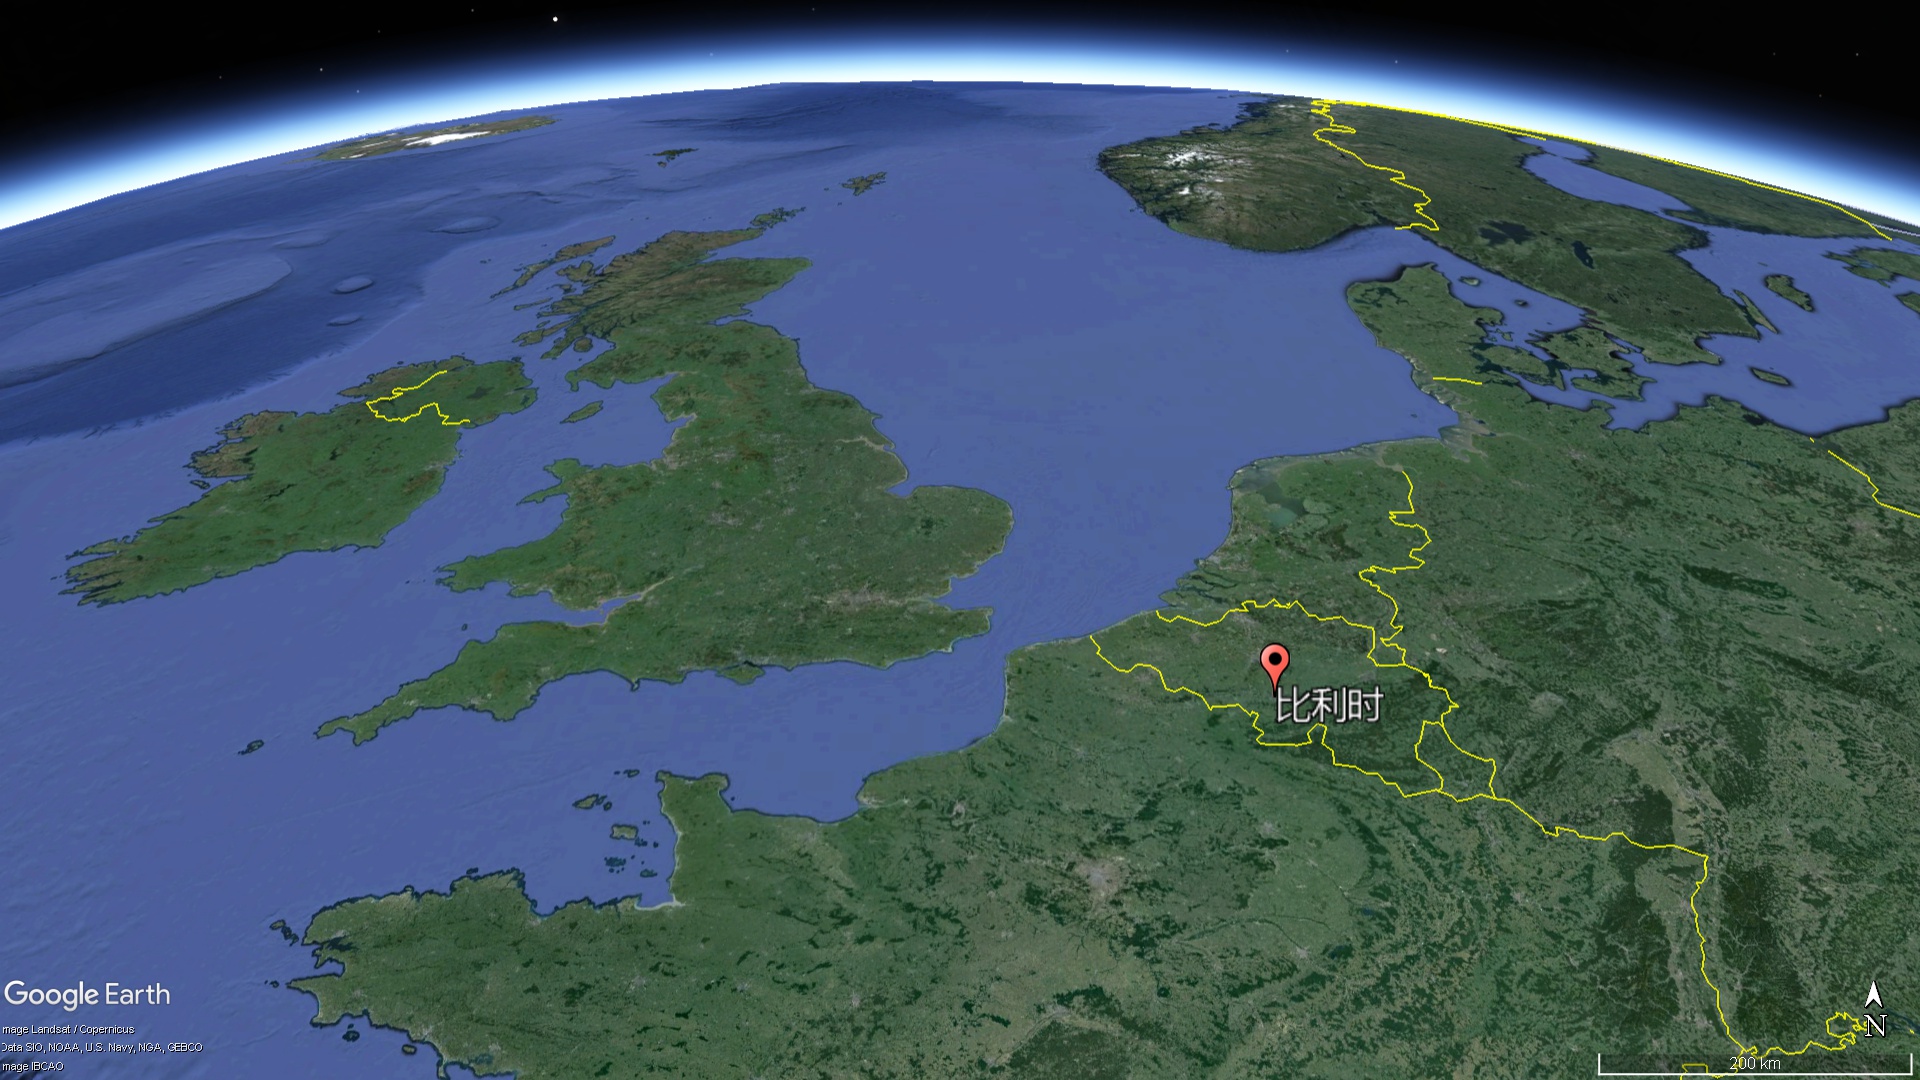 比利时
Google Earth
mage Landsat / Copernicus
Data SIO, NOAA, U.S. Navy, NGA, GEBCO
mage IBCAO
N
200 km